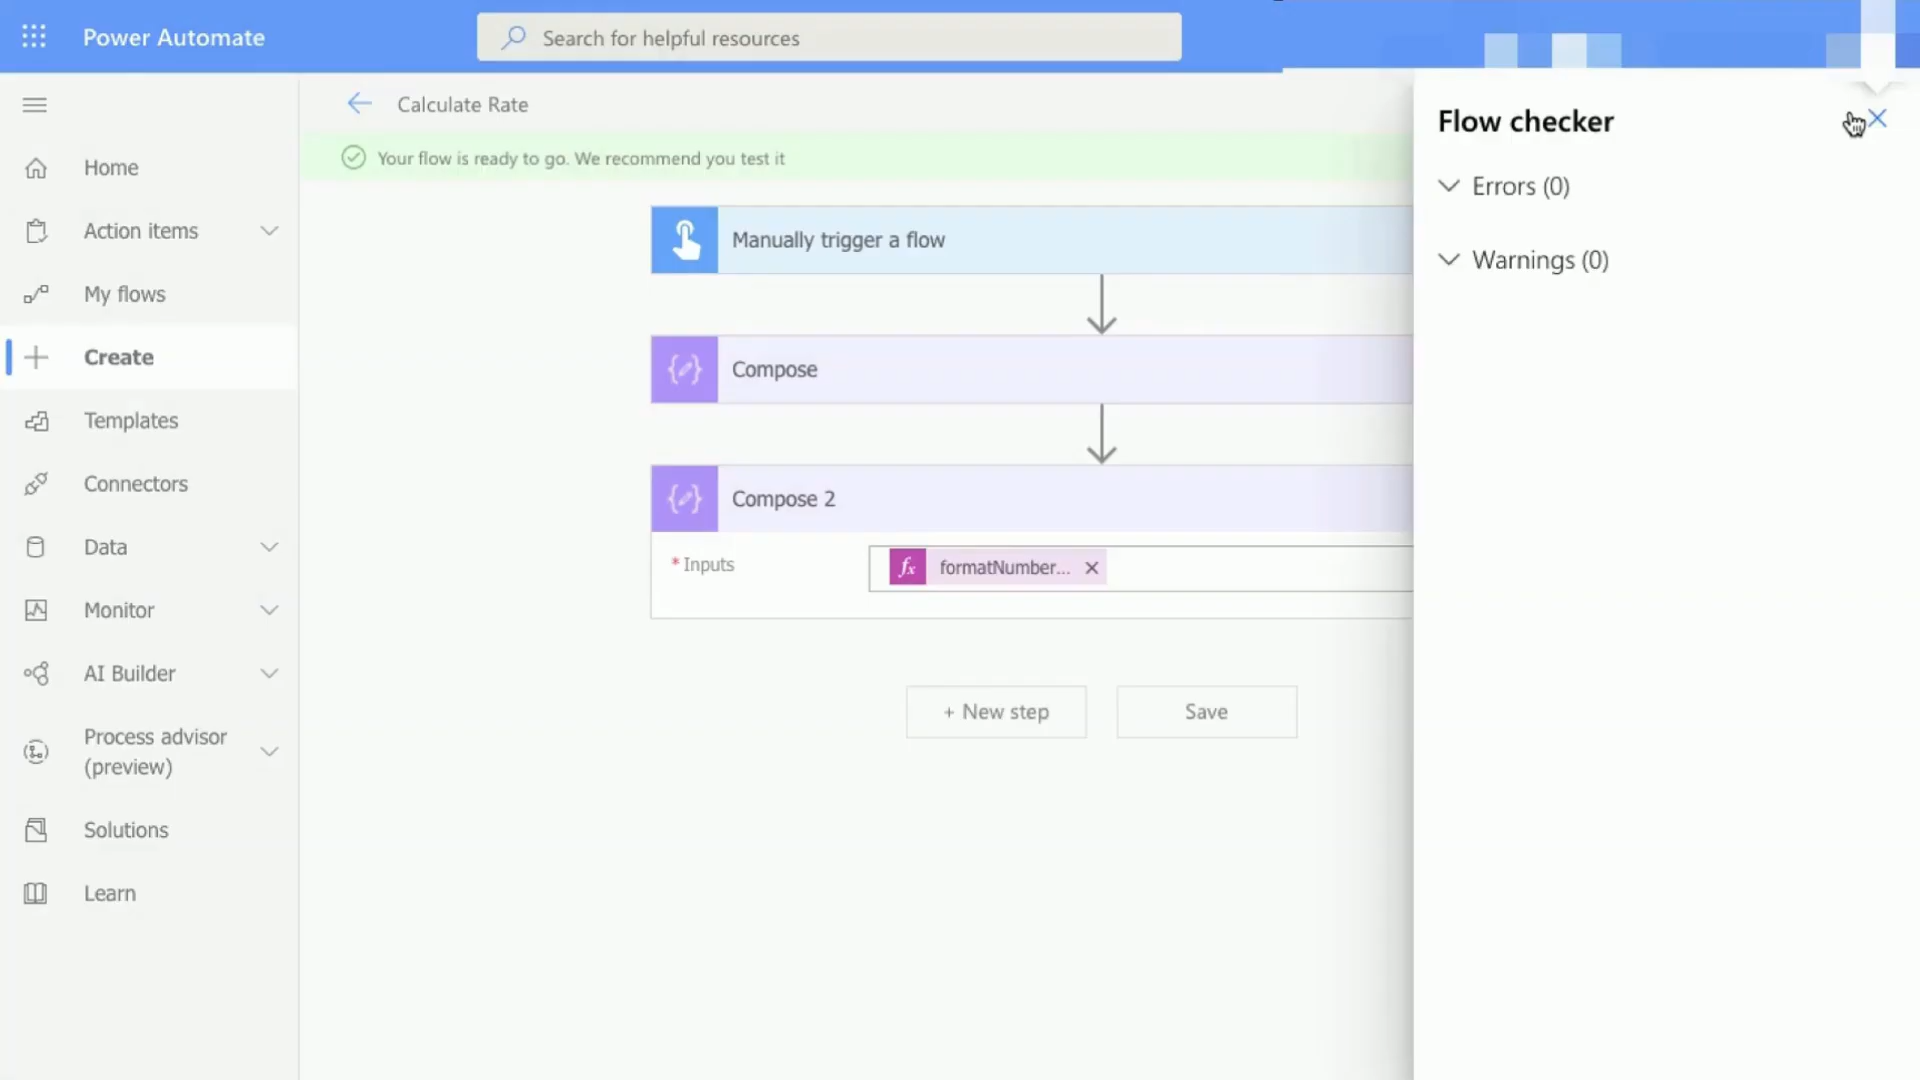 Power Automate
Search for helpful resources
Calculate Rate
Your flow is ready to go. We recommend you test it
Home
Action items
My flows
Create
Templates
Connectors
Data
Monitor
AI Builder
Process advisor
(preview)
Solutions
Learn
Manually trigger a flow
Compose
Compose 2
* Inputs
fx formatNumber...
+ New step
Save
Flow checker
Errors (0)
Warnings (0)